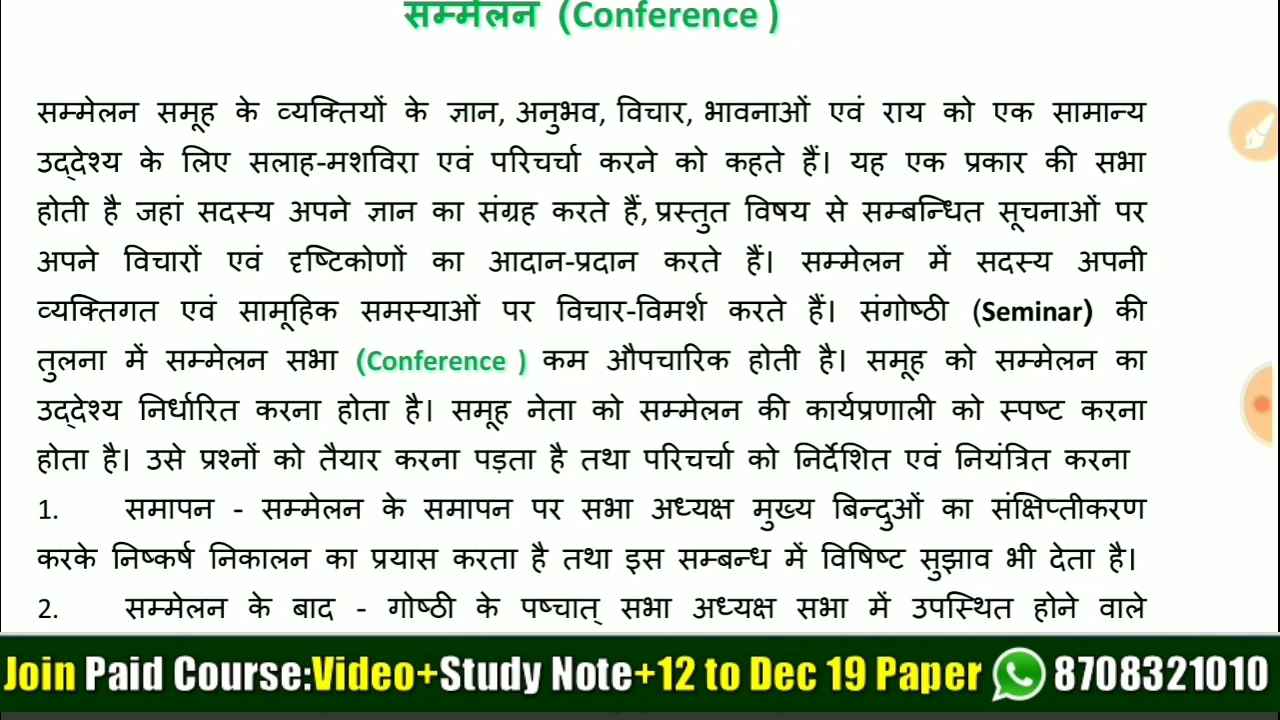 सम्मेलन (Conference )
सम्मेलन समूह के व्यक्तियों के ज्ञान, अनुभव, विचार, भावनाओं एवं राय को एक सामान्य
उद्देश्य के लिए सलाह-मशविरा एवं परिचर्चा करने को कहते हैं। यह एक प्रकार की सभा
होती है जहां सदस्य अपने ज्ञान का संग्रह करते हैं, प्रस्तुत विषय से सम्बन्धित सूचनाओं पर
अपने विचारों एवं दृष्टिकोणों का आदान-प्रदान करते हैं। सम्मेलन में सदस्य अपनी
व्यक्तिगत एवं सामूहिक समस्याओं पर विचार-विमर्श करते हैं। संगोष्ठी (Seminar) की
तुलना में सम्मेलन सभा (Conference ) कम औपचारिक होती है। समूह को सम्मेलन का
उद्देश्य निर्धारित करना होता है। समूह नेता को सम्मेलन की कार्यप्रणाली को स्पष्ट करना
होता है। उसे प्रश्नों को तैयार करना पड़ता है तथा परिचर्चा को निर्देशित एवं नियंत्रित करना
1. समापन - सम्मेलन के समापन पर सभा अध्यक्ष मुख्य बिन्दुओं का संक्षिप्तीकरण
करके निष्कर्ष निकालन का प्रयास करता है तथा इस सम्बन्ध में विषिष्ट सुझाव भी देता है।
2. सम्मेलन के बाद - गोष्ठी के पष्चात् सभा अध्यक्ष सभा में उपस्थित होने वाले
Join Paid Course:Video+Study Note+12 to Dec 19 Paper 8708321010